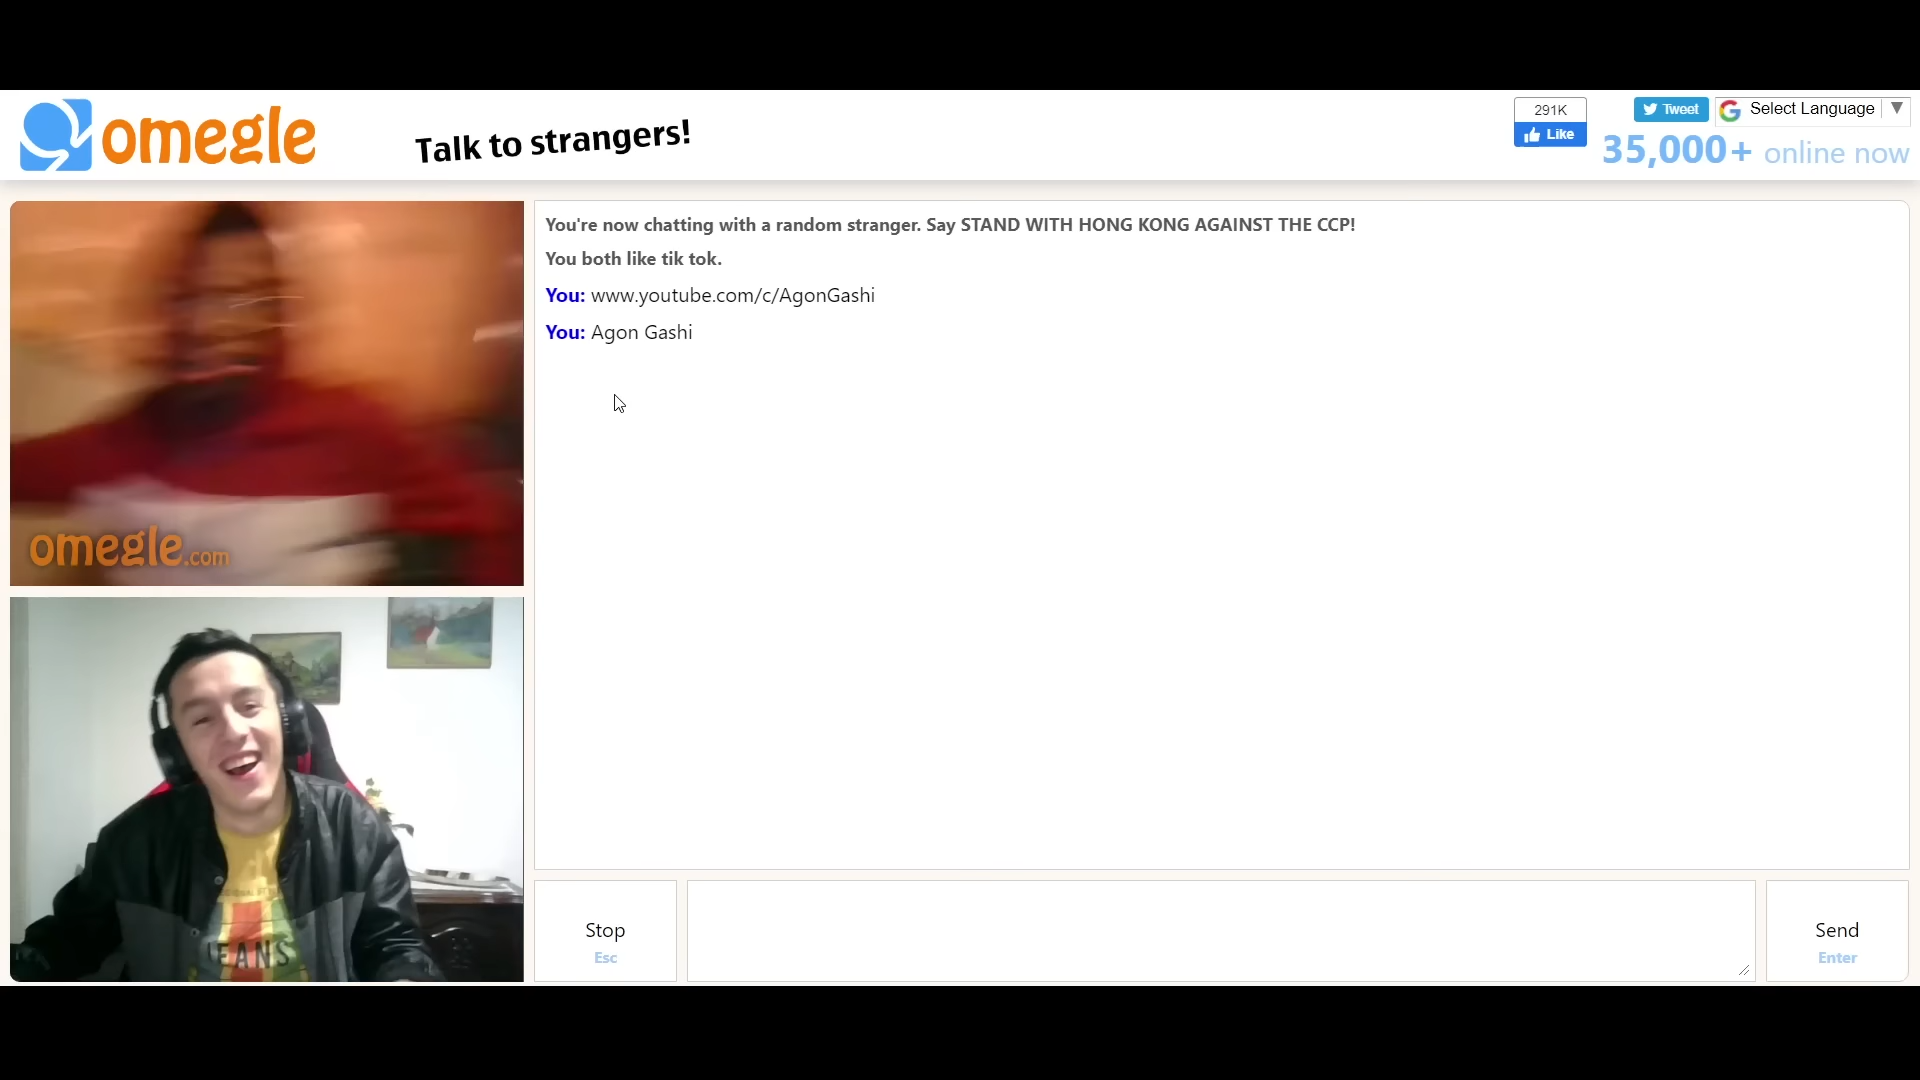 omegle
Talk to strangers!
291K
Like
Tweet
Select Language
35,000+ online now
You're now chatting with a random stranger. Say STAND WITH HONG KONG AGAINST THE CCP!
You both like tik tok.
You: www.youtube.com/c/AgonGashi
You: Agon Gashi
omegle.com
JEANS
Stop
Esc
Send
Enter